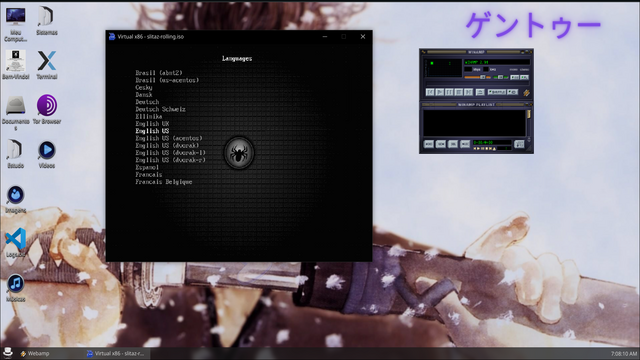 ゲントゥー
Meu Comput...
Sistemas
Bem-Vindo!
Terminal
Documentos
Tor Browser
Estudo
Vídeos
Imagens
Músicas
Virtual x86 - slitaz-rolling.iso
Languages
Brasil (abnt2)
Brasil (us-acentos)
Cesky
Dansk
Deutsch
Deutsch Schweiz
Ellinika
English UK
English US
English US (acentos)
English US (dvorak)
English US (dvorak-l)
English US (dvorak-r)
Espanol
Francais
Francais Belgique
WINAMP PLAYLIST
Webamp
Virtual x86 - slitaz-r...
7:08:10 AM